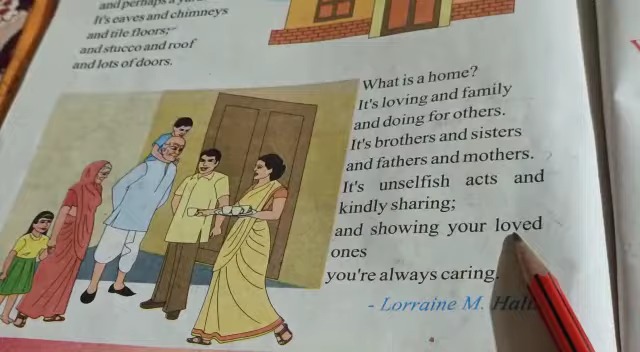 and perhaps a
It's eaves and chimneys
and tile floors;
and stucco and roof
and lots of doors.
What is a home?
It's loving and family
and doing for others.
It's brothers and sisters
and fathers and mothers.
It's unselfish acts and
kindly sharing;
and showing your loved
ones
you're always caring.
- Lorraine M.